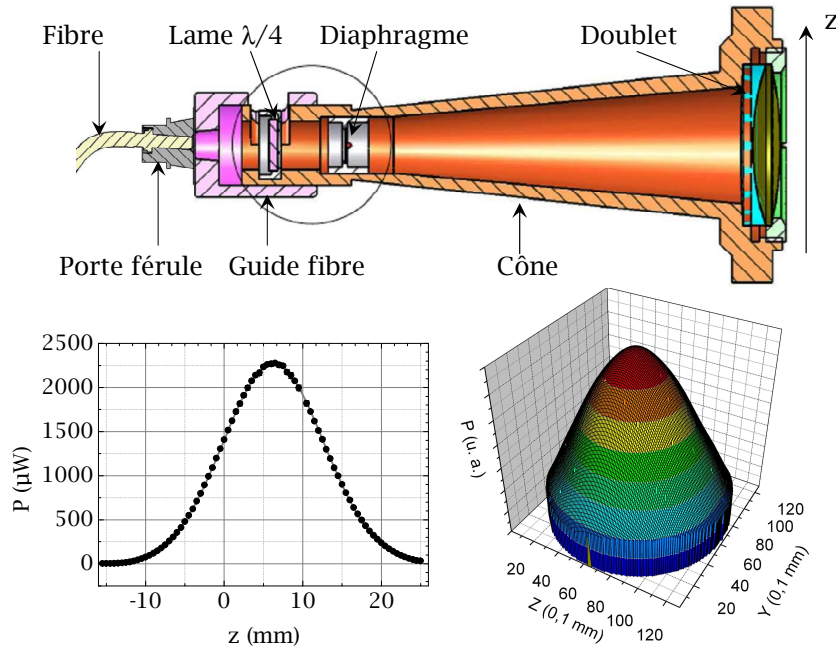 Fibre
Lame λ/4
Diaphragme
Doublet
z
Porte férule
Guide fibre
Cône
2500
2000
1500
1000
500
0
P (µW)
-10
0
10
20
z (mm)
P (u. a.)
20
40
60
80
100
120
Z (0,1 mm)
20
40
60
80
100
120
Y (0,1 mm)